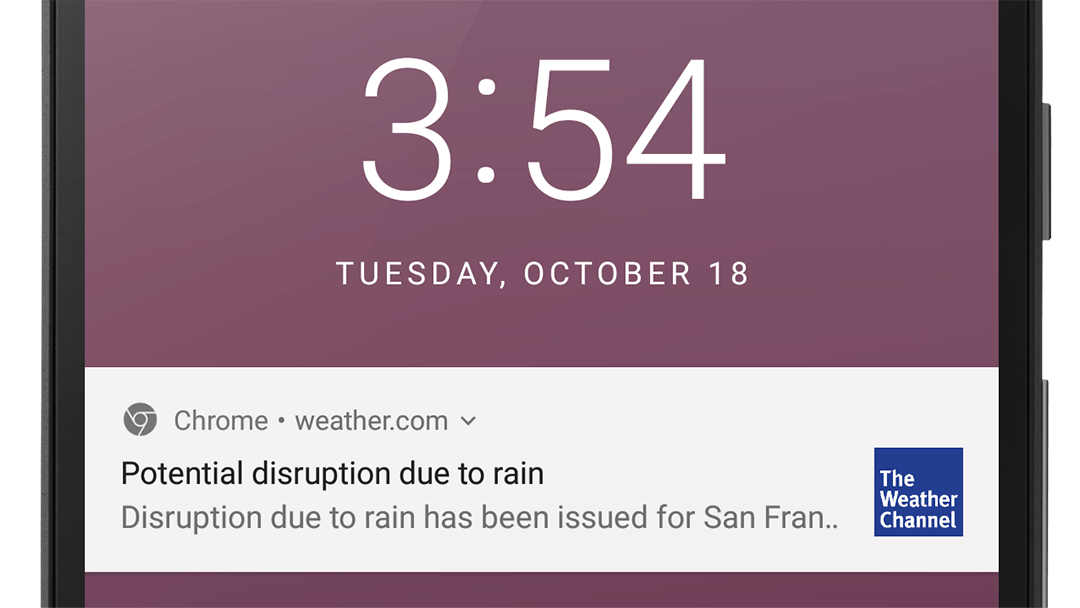 3:54
TUESDAY, OCTOBER 18
Chrome • weather.com
Potential disruption due to rain
Disruption due to rain has been issued for San Fran..
The
Weather
Channel